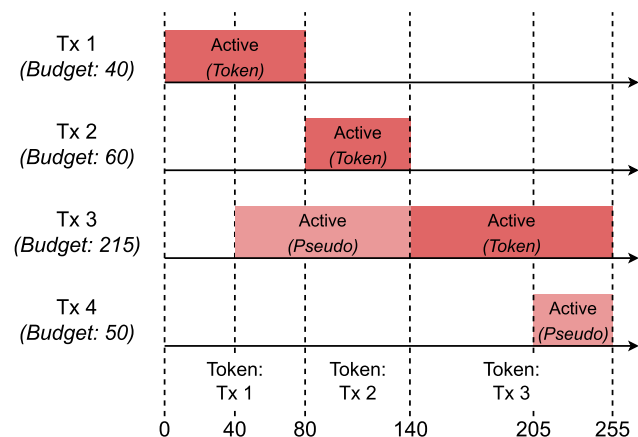 Tx 1
(Budget: 40)
Active
(Token)
Tx 2
(Budget: 60)
Active
(Token)
Tx 3
(Budget: 215)
Active
(Pseudo)
Active
(Token)
Tx 4
(Budget: 50)
Active
(Pseudo)
Token:
Tx 1
Token:
Tx 2
Token:
Tx 3
0 40 80 140 205 255